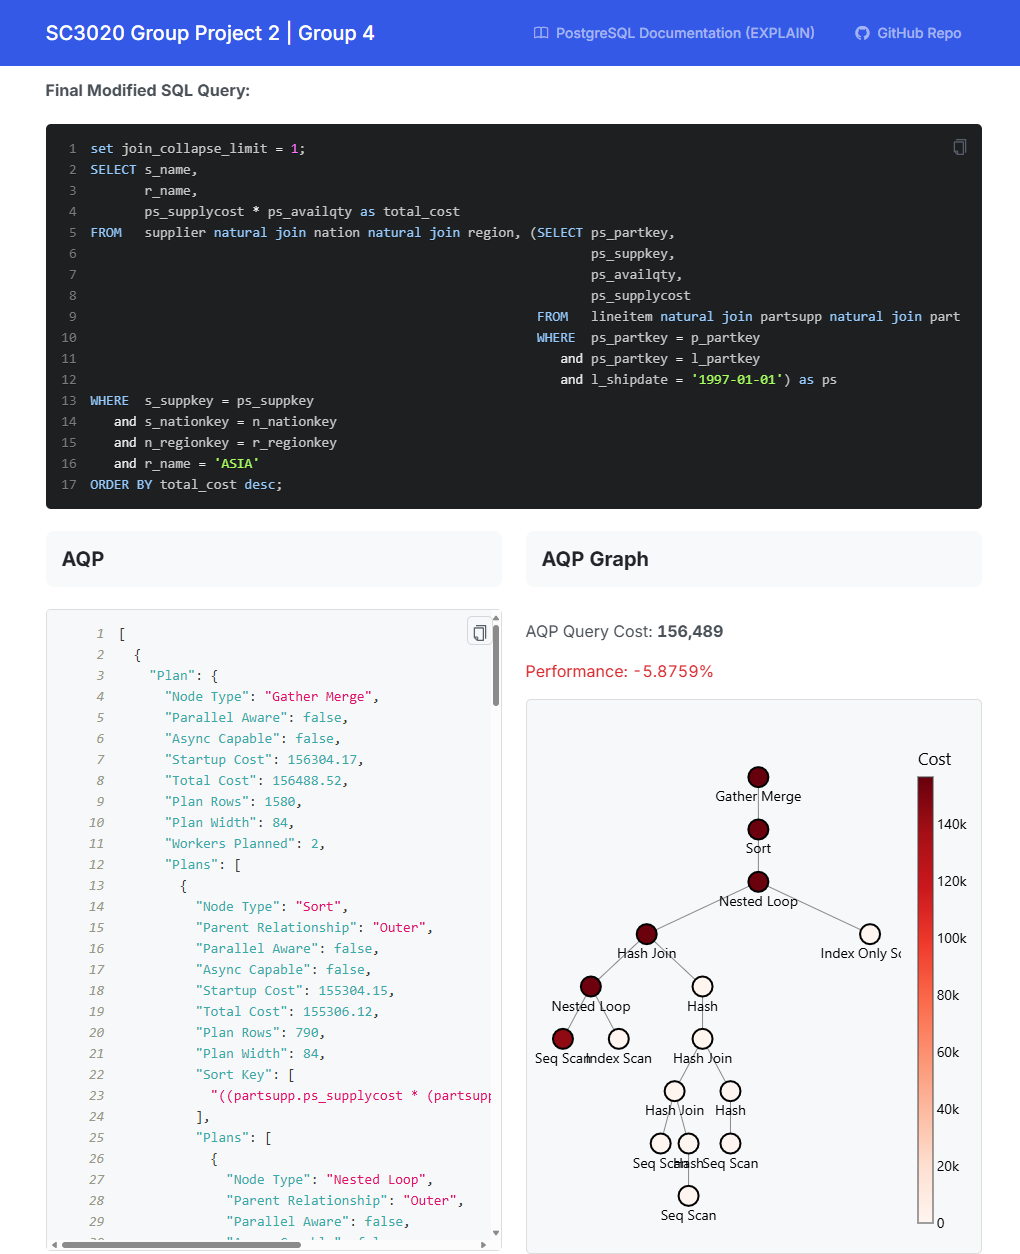 SC3020 Group Project 2 | Group 4
PostgreSQL Documentation (EXPLAIN)
GitHub Repo
Final Modified SQL Query:
1 set join_collapse_limit = 1;
2 SELECT s_name,
3 r_name,
4 ps_supplycost * ps_availqty as total_cost
5 FROM supplier natural join nation natural join region, (SELECT ps_partkey,
6 ps_suppkey,
7 ps_availqty,
8 ps_supplycost
9 FROM lineitem natural join partsupp natural join part
10 WHERE ps_partkey = p_partkey
11 and ps_partkey = l_partkey
12 and l_shipdate = '1997-01-01') as ps
13 WHERE s_suppkey = ps_suppkey
14 and s_nationkey = n_nationkey
15 and n_regionkey = r_regionkey
16 and r_name = 'ASIA'
17 ORDER BY total_cost desc;
AQP
1 [
2 {
3 "Plan": {
4 "Node Type": "Gather Merge",
5 "Parallel Aware": false,
6 "Async Capable": false,
7 "Startup Cost": 156304.17,
8 "Total Cost": 156488.52,
9 "Plan Rows": 1580,
10 "Plan Width": 84,
11 "Workers Planned": 2,
12 "Plans": [
13 {
14 "Node Type": "Sort",
15 "Parent Relationship": "Outer",
16 "Parallel Aware": false,
17 "Async Capable": false,
18 "Startup Cost": 155304.15,
19 "Total Cost": 155306.12,
20 "Plan Rows": 790,
21 "Plan Width": 84,
22 "Sort Key": [
23 "((partsupp.ps_supplycost * (partsupp
24 ],
25 "Plans": [
26 {
27 "Node Type": "Nested Loop",
28 "Parent Relationship": "Outer",
29 "Parallel Aware": false,
AQP Graph
AQP Query Cost: 156,489
Performance: -5.8759%
Cost
Gather Merge
Sort
Nested Loop
Hash Join
Index Only Sc
Nested Loop
Hash
Seq Scan
Index Scan
Hash Join
Hash Join
Hash
Seq Scan
Hash
Seq Scan
Seq Scan
140k
120k
100k
80k
60k
40k
20k
0